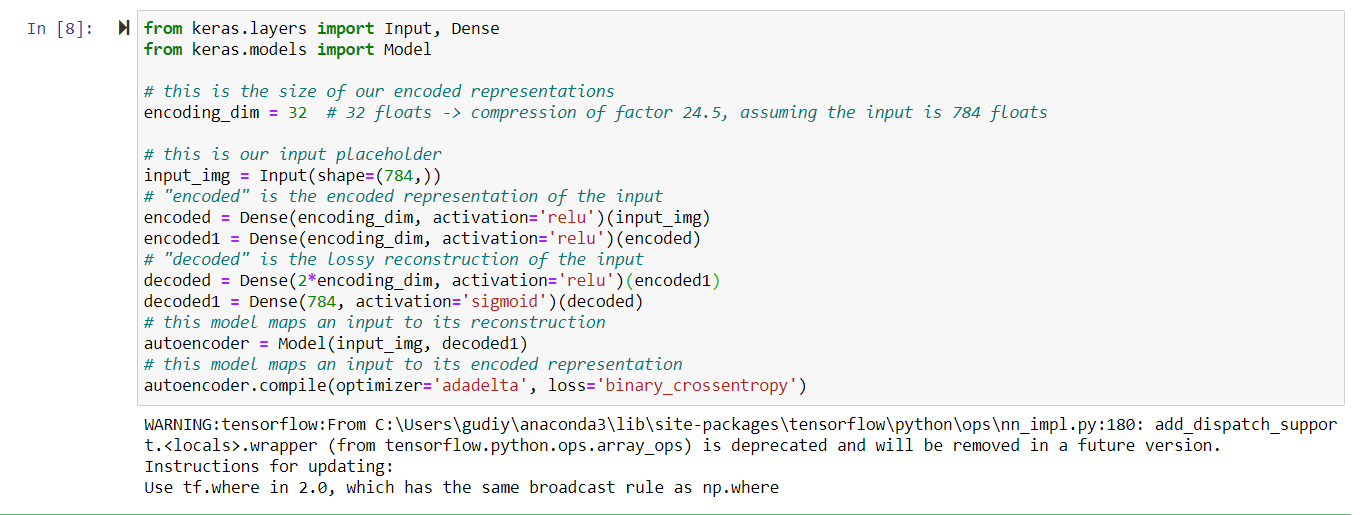 In [8]:
from keras.layers import Input, Dense
from keras.models import Model
# this is the size of our encoded representations
encoding_dim = 32  # 32 floats -> compression of factor 24.5, assuming the input is 784 floats
# this is our input placeholder
input_img = Input(shape=(784,))
# "encoded" is the encoded representation of the input
encoded = Dense(encoding_dim, activation='relu')(input_img)
encoded1 = Dense(encoding_dim, activation='relu')(encoded)
# "decoded" is the lossy reconstruction of the input
decoded = Dense(2*encoding_dim, activation='relu')(encoded1)
decoded1 = Dense(784, activation='sigmoid')(decoded)
# this model maps an input to its reconstruction
autoencoder = Model(input_img, decoded1)
# this model maps an input to its encoded representation
autoencoder.compile(optimizer='adadelta', loss='binary_crossentropy')
WARNING:tensorflow:From C:\Users\gudiy\anaconda3\lib\site-packages\tensorflow\python\ops\nn_impl.py:180: add_dispatch_suppor
t.<locals>.wrapper (from tensorflow.python.ops.array_ops) is deprecated and will be removed in a future version.
Instructions for updating:
Use tf.where in 2.0, which has the same broadcast rule as np.where